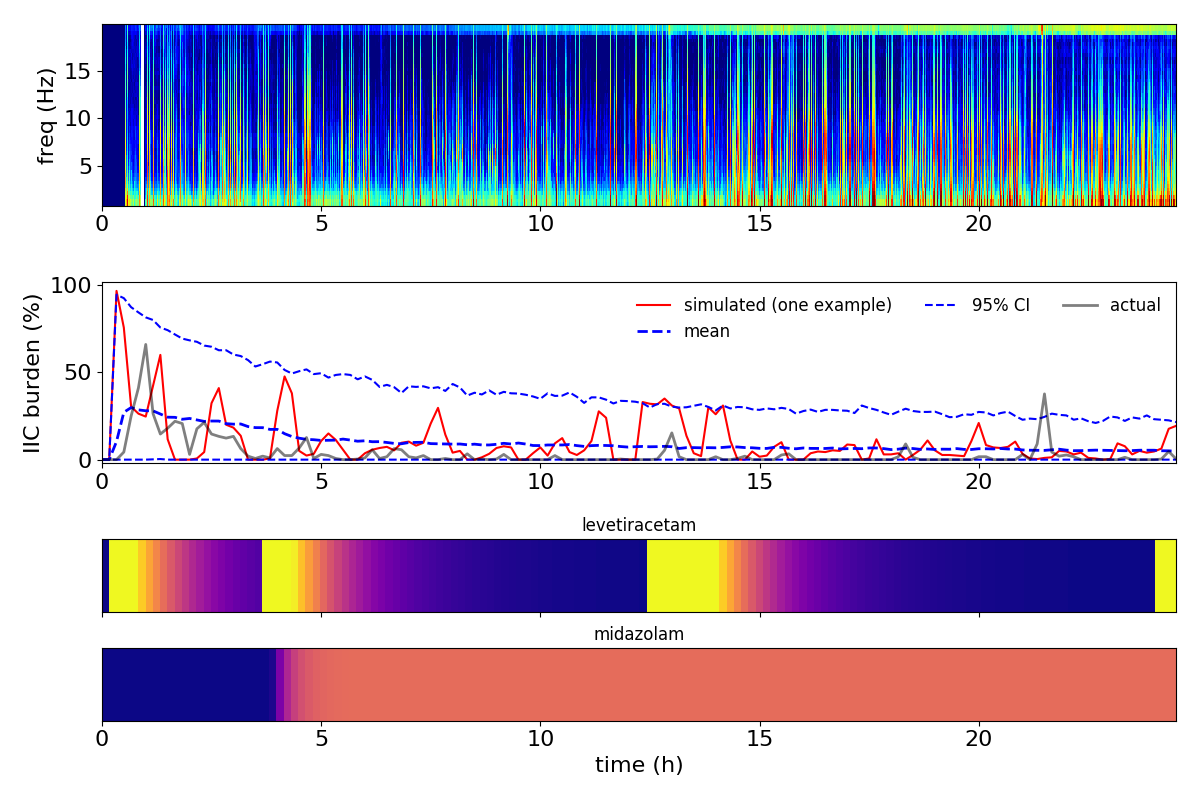 freq (Hz)
15
10
5
0 5 10 15 20
IIC burden (%)
100
50
0
simulated (one example) 95% CI actual
mean
0 5 10 15 20
levetiracetam
midazolam
0 5 10 15 20
time (h)